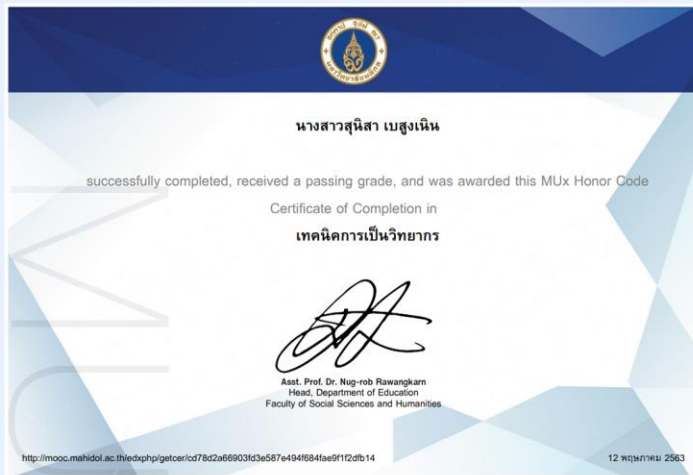 นางสาวสุนิสา เบสูงเนิน
successfully completed, received a passing grade, and was awarded this MUx Honor Code
Certificate of Completion in
เทคนิคการเป็นวิทยากร
Asst. Prof. Dr. Nug-rob Rawangkarn
Head, Department of Education
Faculty of Social Sciences and Humanities
http://mooc.mahidol.ac.th/edxphp/getcer/cd78d2a66903fd3e587e494f684fae9f1f2dfb14
12 พฤษภาคม 2563